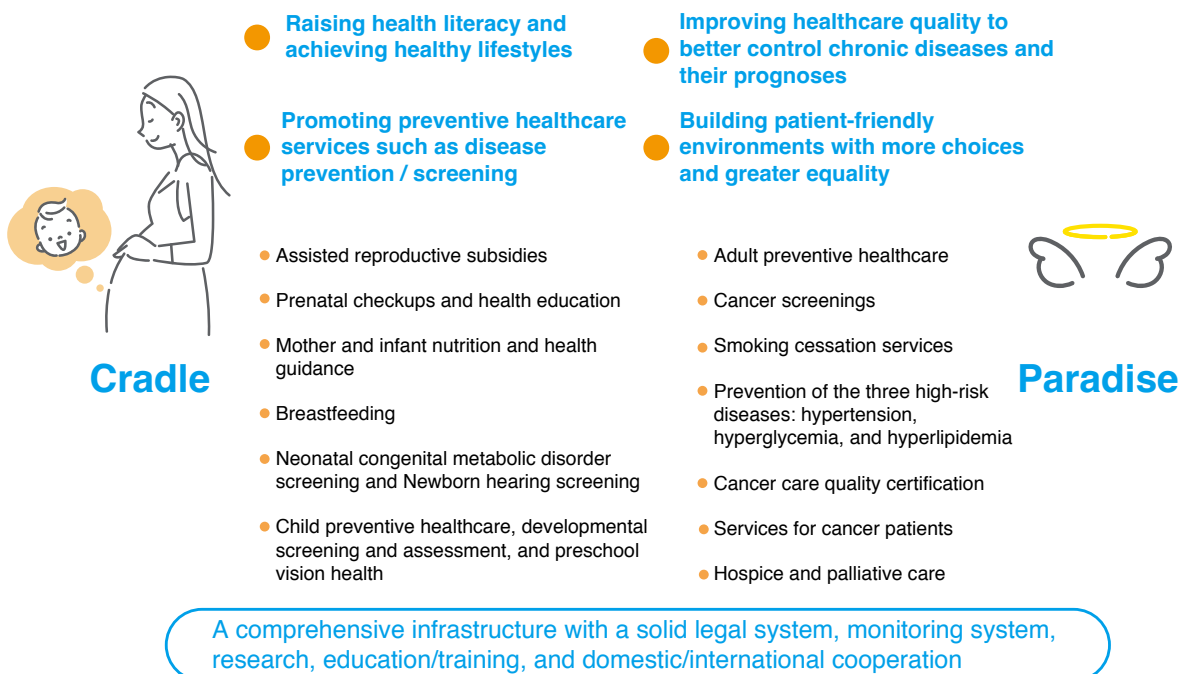 Raising health literacy and
achieving healthy lifestyles
Improving healthcare quality to
better control chronic diseases and
their prognoses
Promoting preventive healthcare
services such as disease
prevention / screening
Building patient-friendly
environments with more choices
and greater equality
Cradle
Assisted reproductive subsidies
Prenatal checkups and health education
Mother and infant nutrition and health
guidance
Breastfeeding
Neonatal congenital metabolic disorder
screening and Newborn hearing screening
Child preventive healthcare, developmental
screening and assessment, and preschool
vision health
Adult preventive healthcare
Cancer screenings
Smoking cessation services
Prevention of the three high-risk
diseases: hypertension,
hyperglycemia, and hyperlipidemia
Cancer care quality certification
Services for cancer patients
Hospice and palliative care
Paradise
A comprehensive infrastructure with a solid legal system, monitoring system,
research, education/training, and domestic/international cooperation